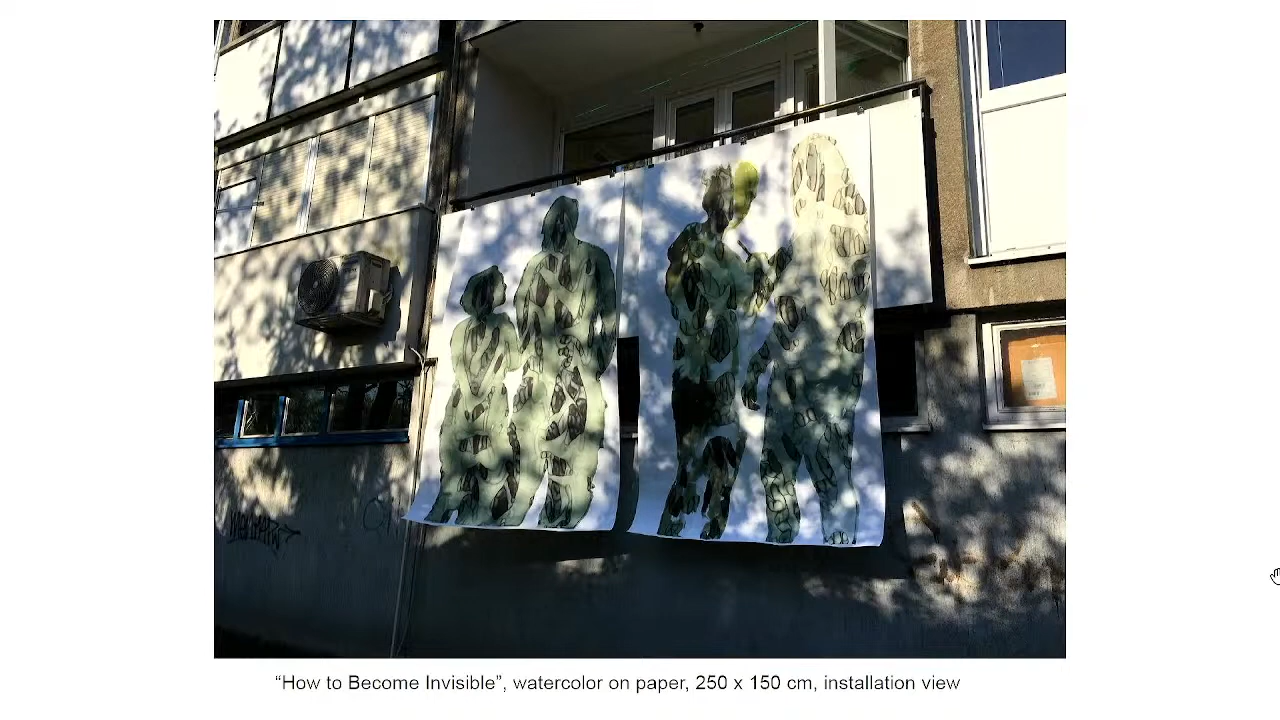 “How to Become Invisible”, watercolor on paper, 250 x 150 cm, installation view